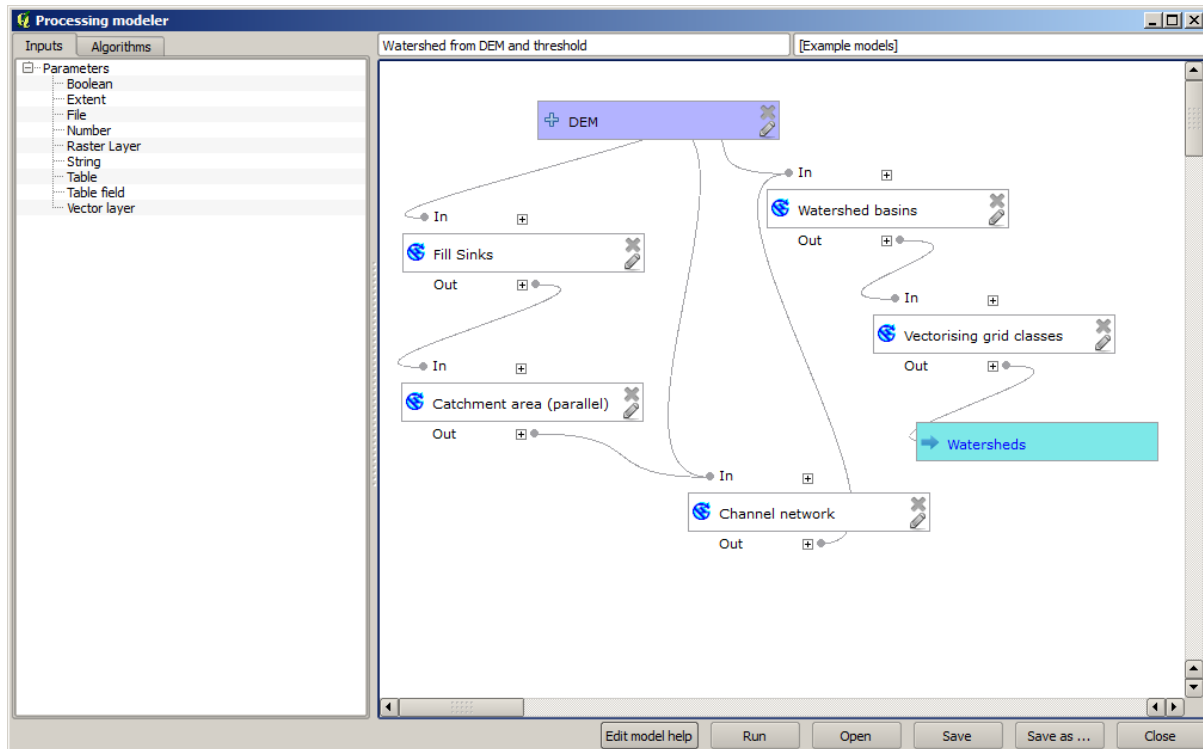 Processing modeler
Inputs
Algorithms
Watershed from DEM and threshold
[Example models]
Parameters
Boolean
Extent
File
Number
Raster Layer
String
Table
Table field
Vector layer
DEM
In
Watershed basins
Out
In
Fill Sinks
Out
In
Vectorising grid classes
Out
In
Catchment area (parallel)
Out
Watersheds
In
Channel network
Out
Edit model help
Run
Open
Save
Save as ...
Close